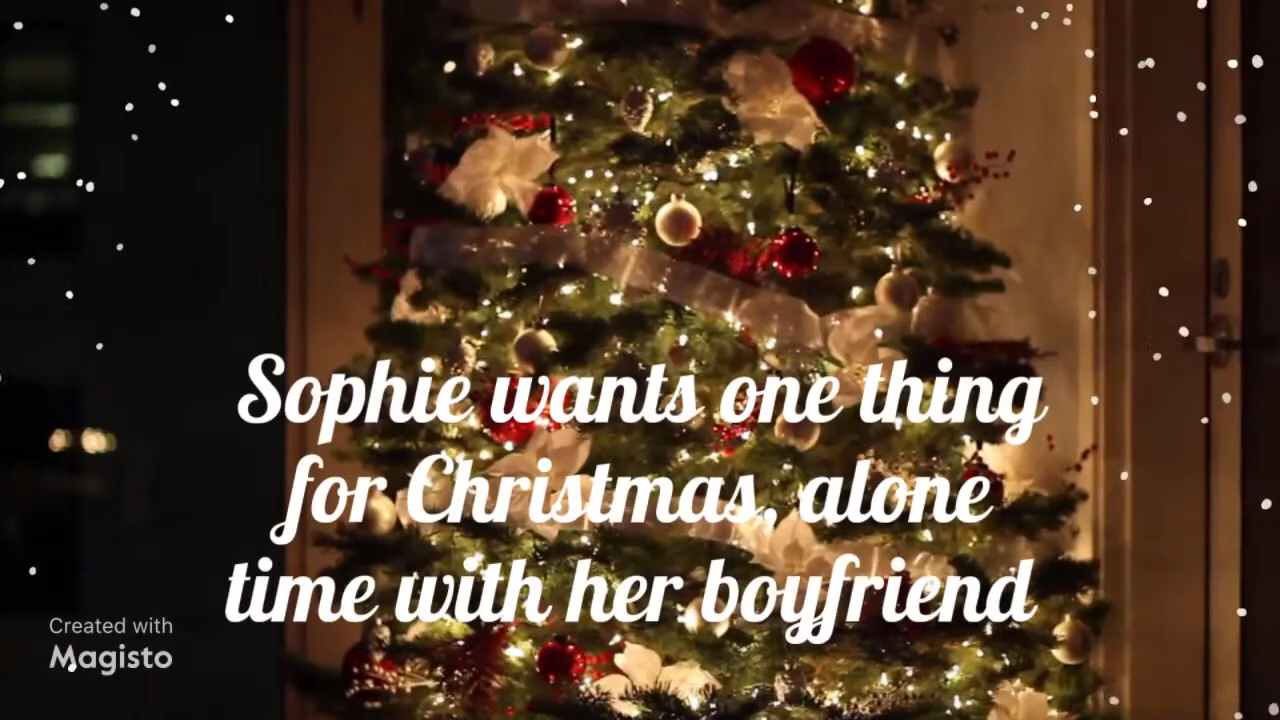 Sophie wants one thing
for Christmas, alone
time with her boyfriend
Created with
Magisto